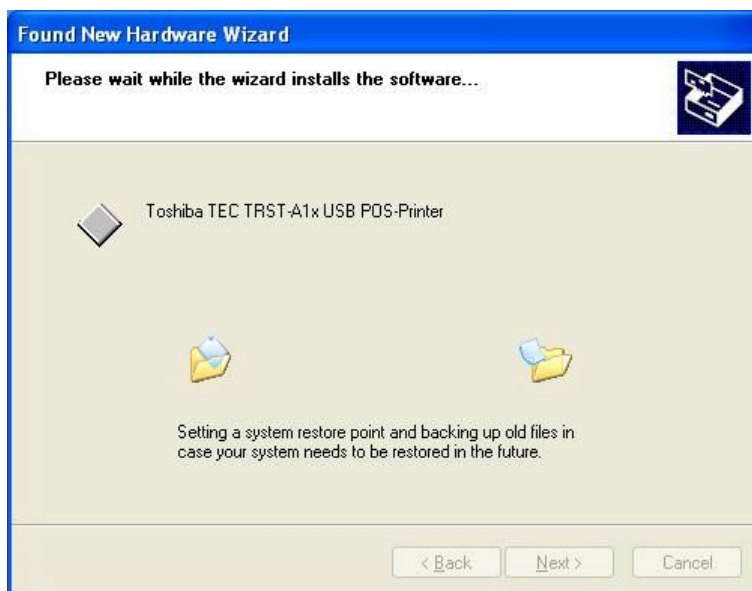 Found New Hardware Wizard
Please wait while the wizard installs the software...
Toshiba TEC TRST-A1x USB POS-Printer
Setting a system restore point and backing up old files in
case your system needs to be restored in the future.
< Back Next > Cancel